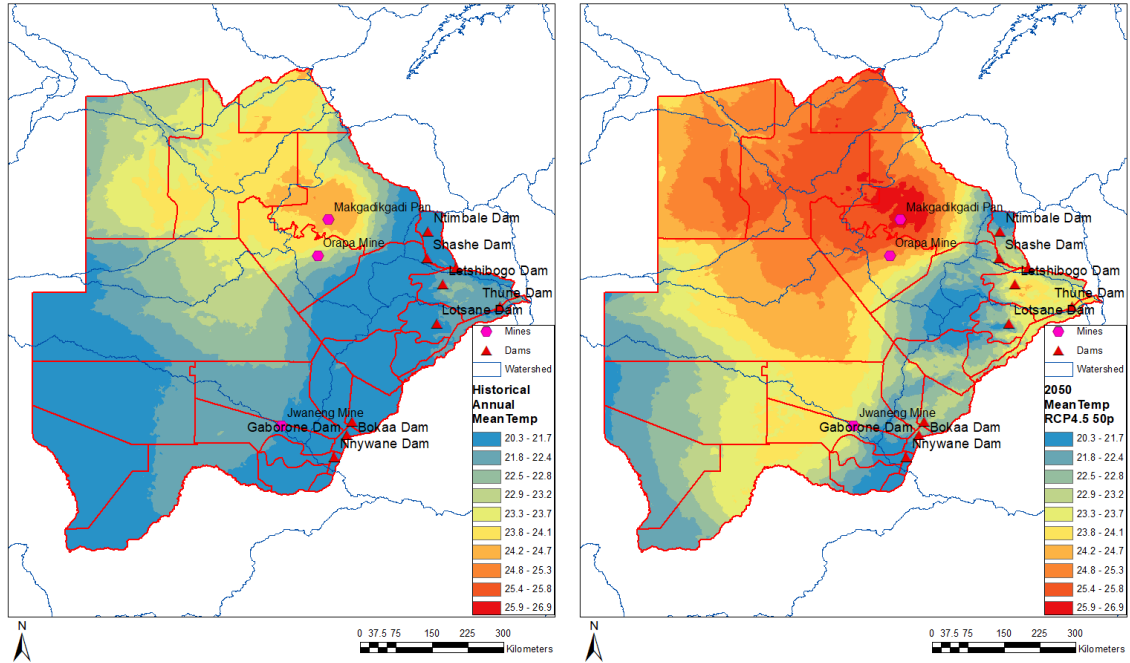 Makgadikgadi Pan
Ntimbale Dam
Orapa Mine
Shashe Dam
Letshibogo Dam
Thune Dam
Lotsane Dam
Mines
Dams
Watershed
Historical
Annual
Mean Temp
Jwaneng Mine
Gaborone Dam
Bokaa Dam
Nnywane Dam
20.3 - 21.7
21.8 - 22.4
22.5 - 22.8
22.9 - 23.2
23.3 - 23.7
23.8 - 24.1
24.2 - 24.7
24.8 - 25.3
25.4 - 25.8
25.9 - 26.9
N
0 37.5 75 150 225 300
Kilometers
Makgadikgadi Pan
Ntimbale Dam
Orapa Mine
Shashe Dam
Letshibogo Dam
Thune Dam
Lotsane Dam
Mines
Dams
Watershed
2050
Mean Temp
RCP4.5 50p
Jwaneng Mine
Gaborone Dam
Bokaa Dam
Nnywane Dam
20.3 - 21.7
21.8 - 22.4
22.5 - 22.8
22.9 - 23.2
23.3 - 23.7
23.8 - 24.1
24.2 - 24.7
24.8 - 25.3
25.4 - 25.8
25.9 - 26.9
N
0 37.5 75 150 225 300
Kilometers